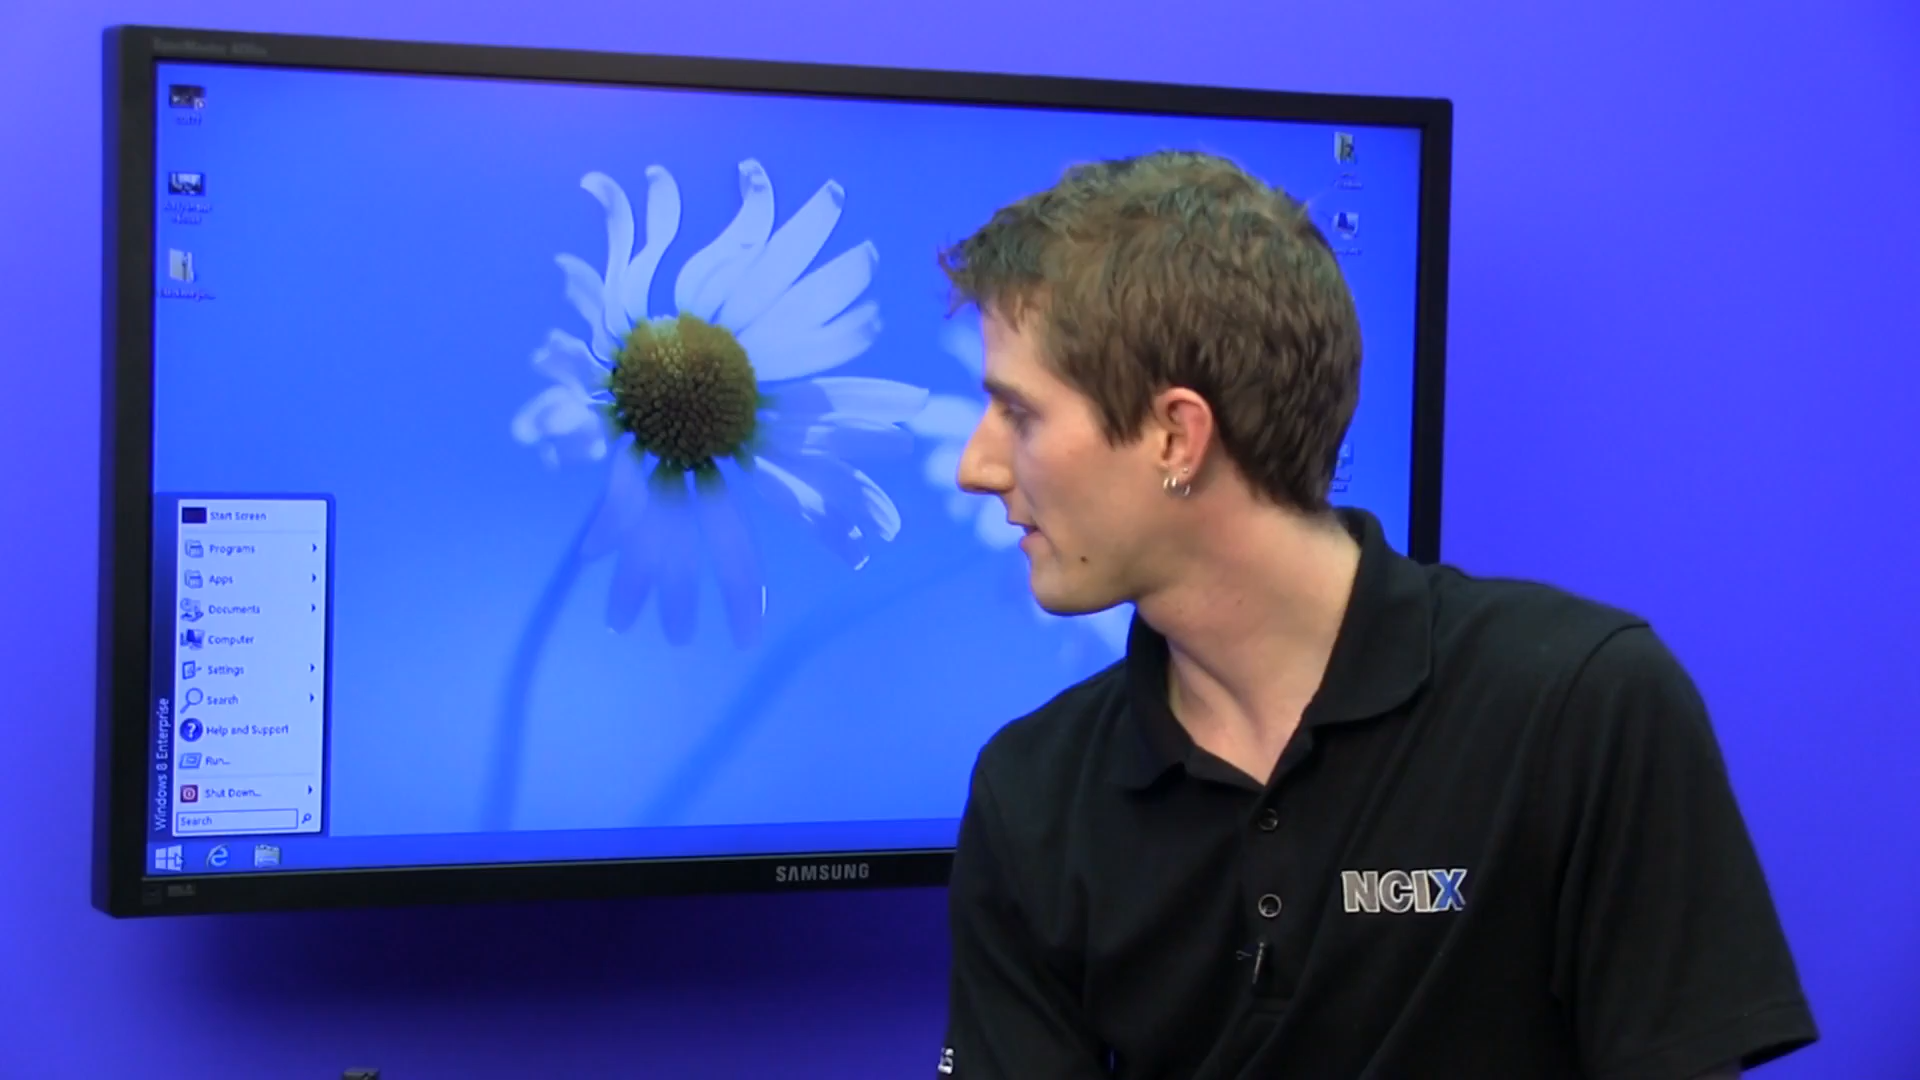 Start Screen
Programs
Apps
Documents
Computer
Settings
Search
Help and Support
Run...
Shut Down...
Search
Windows 8 Enterprise
SAMSUNG
NCIX